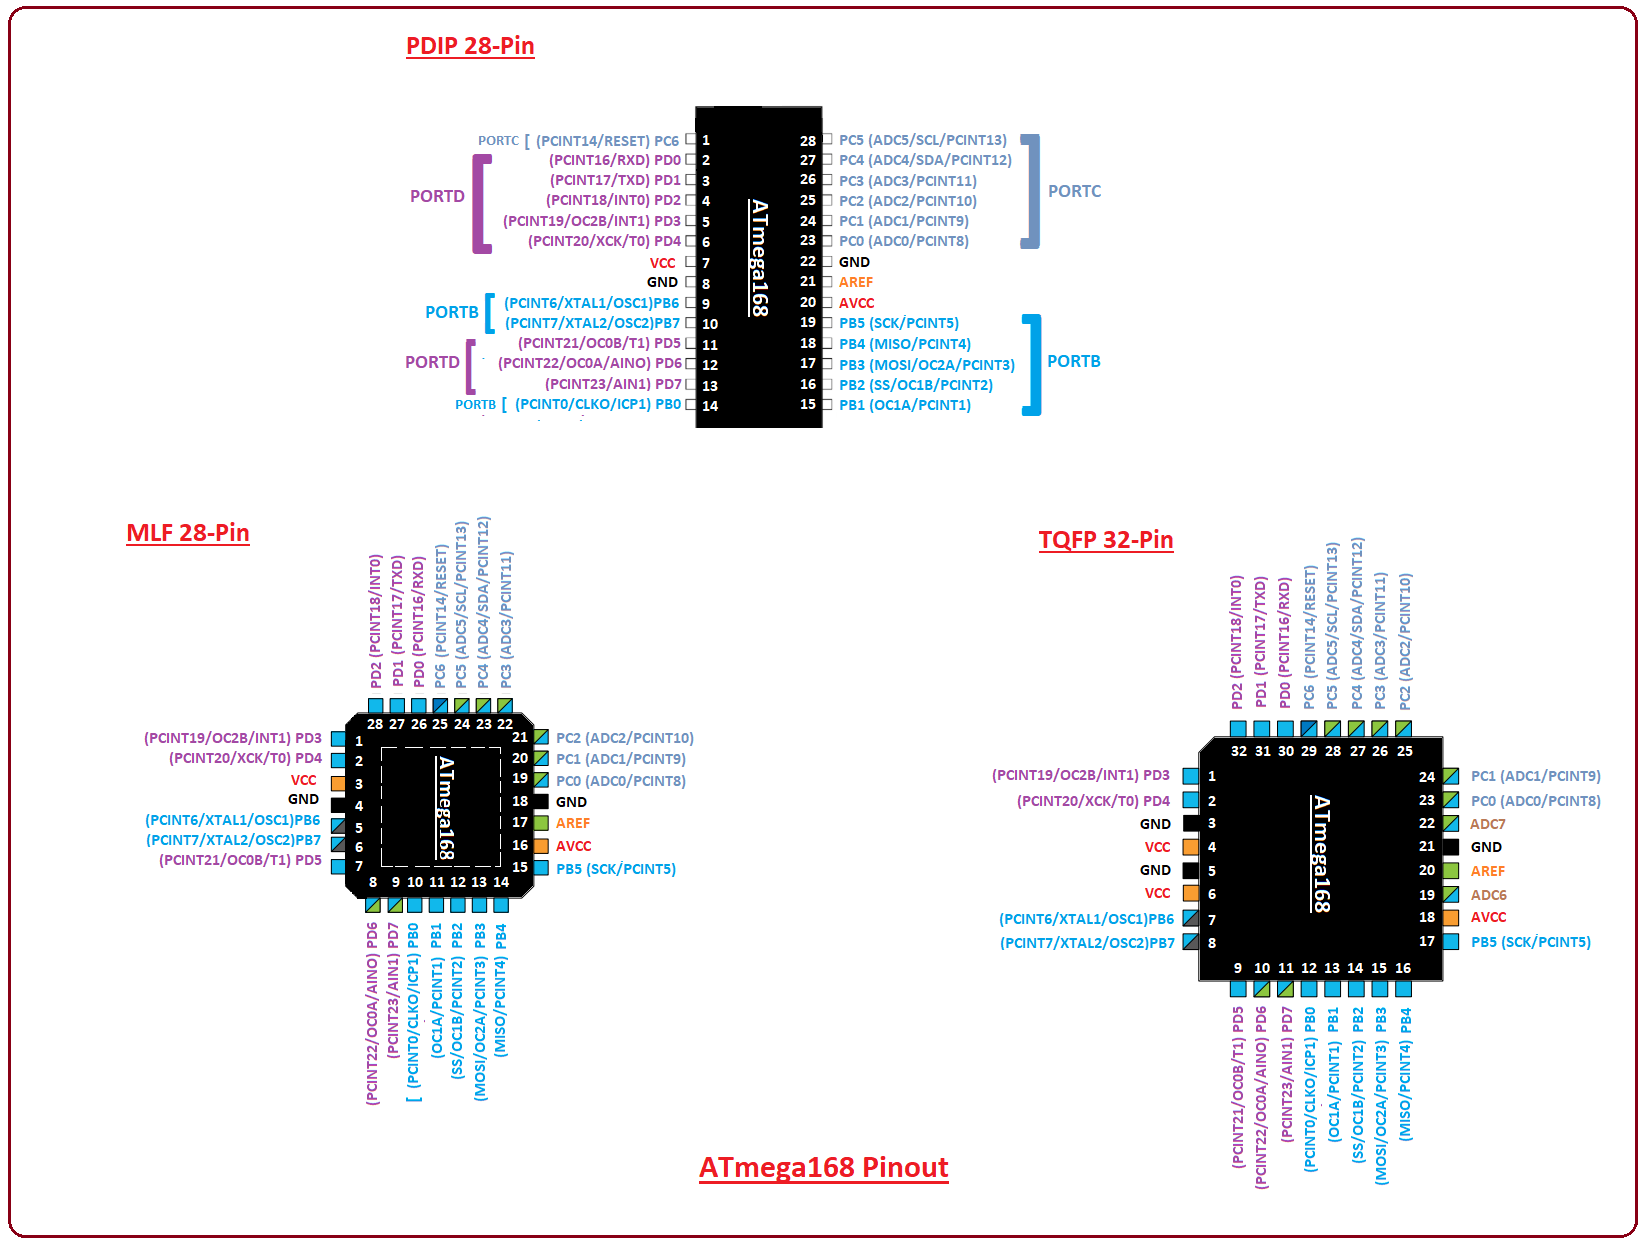 PDIP 28-Pin
PORTC [ (PCINT14/RESET) PC6 1 28 PC5 (ADC5/SCL/PCINT13)
(PCINT16/RXD) PD0 2 27 PC4 (ADC4/SDA/PCINT12)
(PCINT17/TXD) PD1 3 26 PC3 (ADC3/PCINT11)
PORTD PORTC
(PCINT18/INT0) PD2 4 25 PC2 (ADC2/PCINT10)
(PCINT19/OC2B/INT1) PD3 5 24 PC1 (ADC1/PCINT9)
(PCINT20/XCK/T0) PD4 6 23 PC0 (ADC0/PCINT8)
VCC 7 22 GND
GND 8 21 AREF
ATmega168
(PCINT6/XTAL1/OSC1)PB6 9 20 AVCC
PORTB
(PCINT7/XTAL2/OSC2)PB7 10 19 PB5 (SCK/PCINT5)
(PCINT21/OC0B/T1) PD5 11 18 PB4 (MISO/PCINT4)
PORTD [ (PCINT22/OC0A/AINO) PD6 12 17 PB3 (MOSI/OC2A/PCINT3) PORTB
(PCINT23/AIN1) PD7 13 16 PB2 (SS/OC1B/PCINT2)
PORTB [ (PCINT0/CLKO/ICP1) PB0 14 15 PB1 (OC1A/PCINT1)
MLF 28-Pin
PD2 (PCINT18/INT0)
PD1 (PCINT17/TXD)
PD0 (PCINT16/RXD)
PC6 (PCINT14/RESET)
PC5 (ADC5/SCL/PCINT13)
PC4 (ADC4/SDA/PCINT12)
PC3 (ADC3/PCINT11)
28 27 26 25 24 23 22
(PCINT19/OC2B/INT1) PD3 1 21 PC2 (ADC2/PCINT10)
(PCINT20/XCK/T0) PD4 2 20 PC1 (ADC1/PCINT9)
VCC 3 19 PC0 (ADC0/PCINT8)
GND 4 18 GND
(PCINT6/XTAL1/OSC1)PB6 5 17 AREF
(PCINT7/XTAL2/OSC2)PB7 6 16 AVCC
(PCINT21/OC0B/T1) PD5 7 15 PB5 (SCK/PCINT5)
ATmega168
8 9 10 11 12 13 14
(PCINT22/OC0A/AINO) PD6
(PCINT23/AIN1) PD7
[ (PCINT0/CLKO/ICP1) PB0
(OC1A/PCINT1) PB1
(SS/OC1B/PCINT2) PB2
(MOSI/OC2A/PCINT3) PB3
(MISO/PCINT4) PB4
TQFP 32-Pin
PD2 (PCINT18/INT0)
PD1 (PCINT17/TXD)
PD0 (PCINT16/RXD)
PC6 (PCINT14/RESET)
PC5 (ADC5/SCL/PCINT13)
PC4 (ADC4/SDA/PCINT12)
PC3 (ADC3/PCINT11)
PC2 (ADC2/PCINT10)
32 31 30 29 28 27 26 25
(PCINT19/OC2B/INT1) PD3 1 24 PC1 (ADC1/PCINT9)
(PCINT20/XCK/T0) PD4 2 23 PC0 (ADC0/PCINT8)
GND 3 22 ADC7
VCC 4 21 GND
GND 5 20 AREF
VCC 6 19 ADC6
(PCINT6/XTAL1/OSC1)PB6 7 18 AVCC
(PCINT7/XTAL2/OSC2)PB7 8 17 PB5 (SCK/PCINT5)
ATmega168
9 10 11 12 13 14 15 16
(PCINT21/OC0B/T1) PD5
(PCINT22/OC0A/AINO) PD6
(PCINT23/AIN1) PD7
(PCINT0/CLKO/ICP1) PB0
(OC1A/PCINT1) PB1
(SS/OC1B/PCINT2) PB2
(MOSI/OC2A/PCINT3) PB3
(MISO/PCINT4) PB4
ATmega168 Pinout